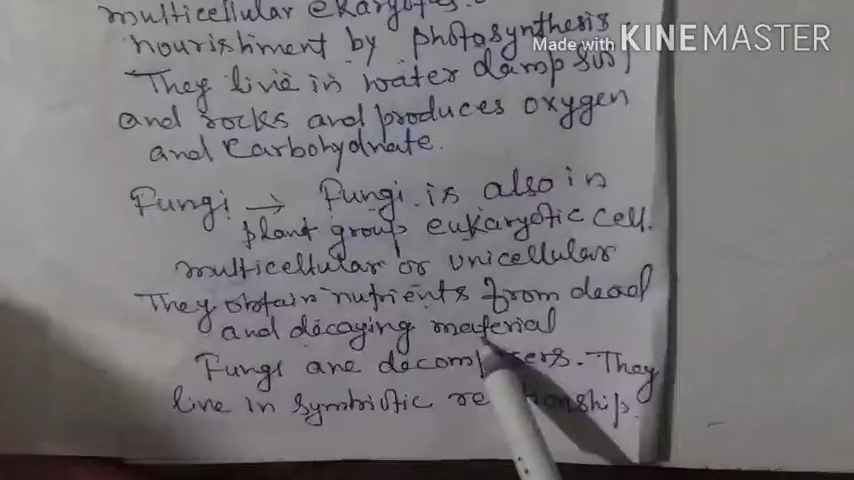 multicellular ekaryotes.
nourishment by photosynthesis
Made with KINEMASTER
They live in water damp soil
and rocks and produces oxygen
and carbohydrate.
Fungi → Fungi is also in
plant group eukaryotic cell.
multicellular or unicellular
They obtain nutrients from dead
and decaying material
Fungi are decomposers. They
live in symbiotic relationship.